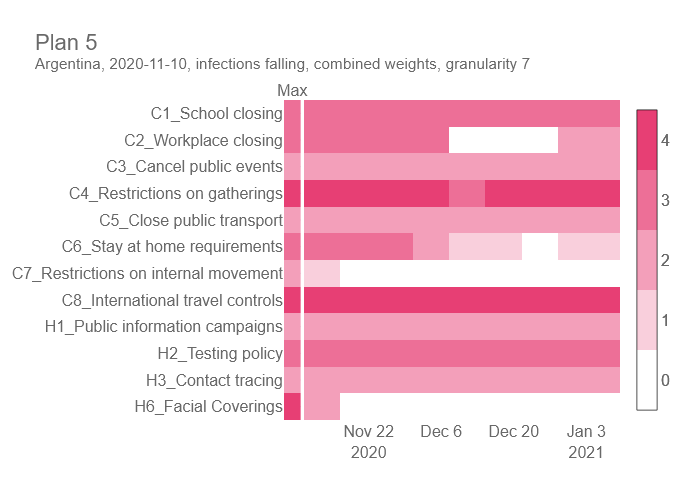 Plan 5
Argentina, 2020-11-10, infections falling, combined weights, granularity 7
Max
C1_School closing
C2_Workplace closing
C3_Cancel public events
C4_Restrictions on gatherings
C5_Close public transport
C6_Stay at home requirements
C7_Restrictions on internal movement
C8_International travel controls
H1_Public information campaigns
H2_Testing policy
H3_Contact tracing
H6_Facial Coverings
Nov 22 Dec 6 Dec 20 Jan 3
2020 2021
4
3
2
1
0